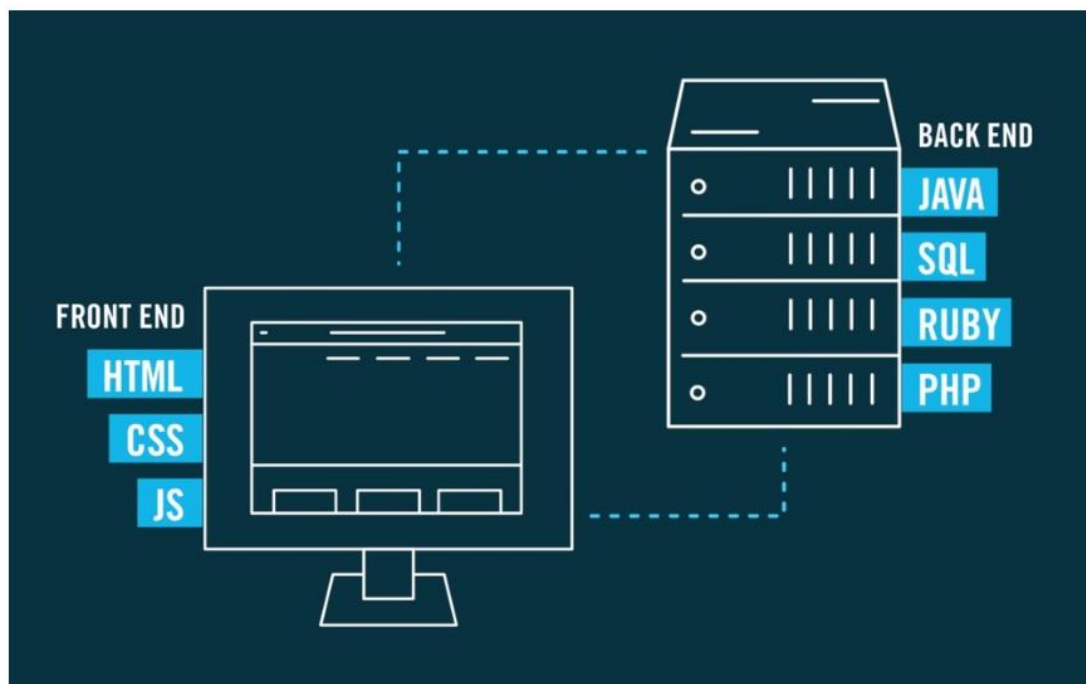 FRONT END
HTML
CSS
JS
BACK END
JAVA
SQL
RUBY
PHP